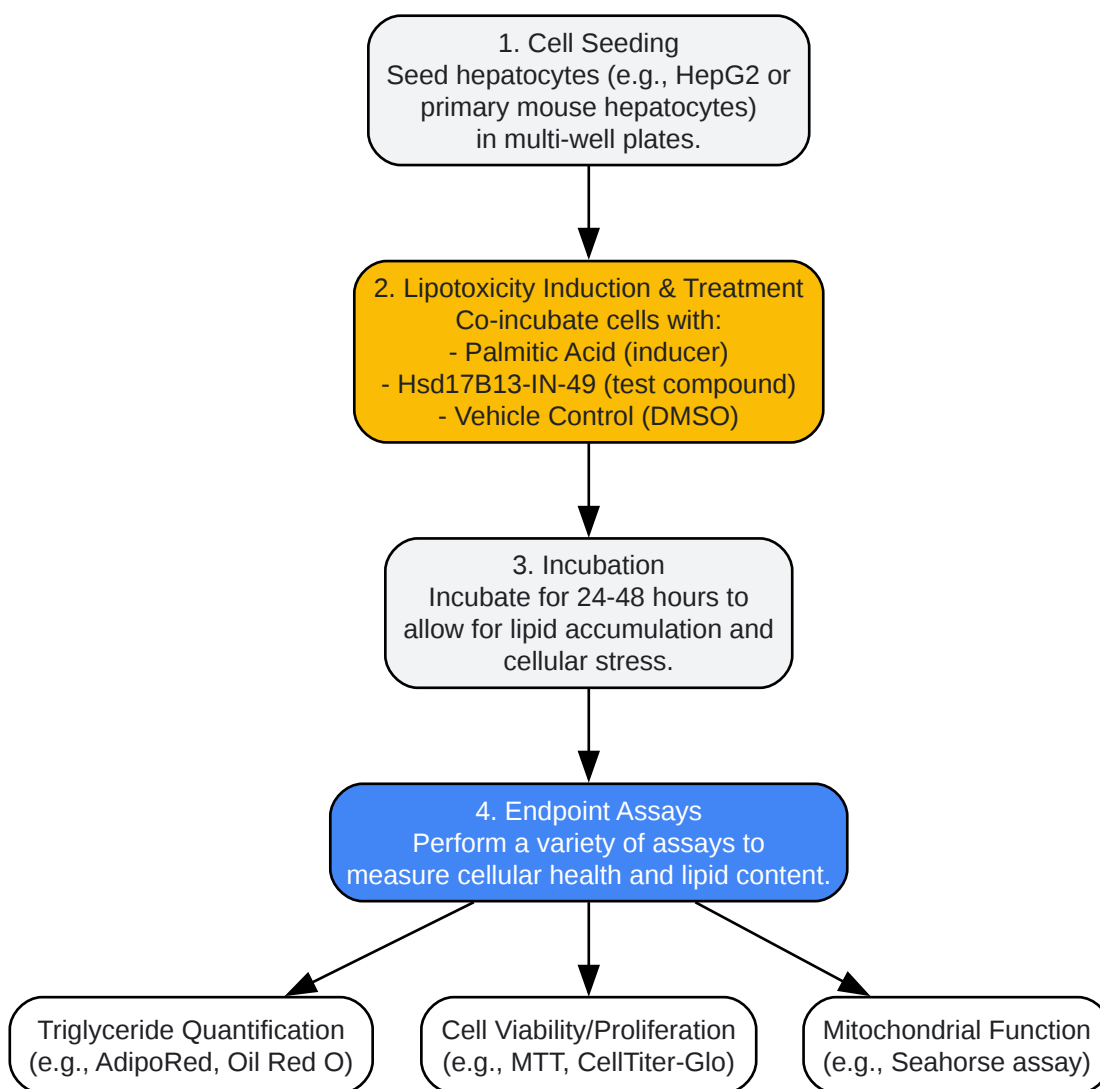 1. Cell Seeding
Seed hepatocytes (e.g., HepG2 or
primary mouse hepatocytes)
in multi-well plates.
2. Lipotoxicity Induction & Treatment
Co-incubate cells with:
- Palmitic Acid (inducer)
- Hsd17B13-IN-49 (test compound)
- Vehicle Control (DMSO)
3. Incubation
Incubate for 24-48 hours to
allow for lipid accumulation and
cellular stress.
4. Endpoint Assays
Perform a variety of assays to
measure cellular health and lipid content.
Triglyceride Quantification
(e.g., AdipoRed, Oil Red O)
Cell Viability/Proliferation
(e.g., MTT, CellTiter-Glo)
Mitochondrial Function
(e.g., Seahorse assay)